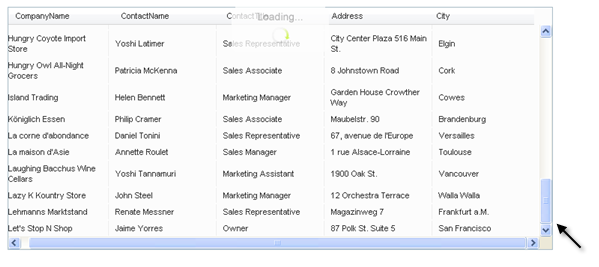 CompanyName ContactName ContactTitle Address City
Loading...
Hungry Coyote Import Store Yoshi Latimer Sales Representative City Center Plaza 516 Main St. Elgin
Hungry Owl All-Night Grocers Patricia McKenna Sales Associate 8 Johnstown Road Cork
Island Trading Helen Bennett Marketing Manager Garden House Crowther Way Cowes
Königlich Essen Philip Cramer Sales Associate Maubelstr. 90 Brandenburg
La corne d'abondance Daniel Tonini Sales Representative 67, avenue de l'Europe Versailles
La maison d'Asie Annette Roulet Sales Manager 1 rue Alsace-Lorraine Toulouse
Laughing Bacchus Wine Cellars Yoshi Tannamuri Marketing Assistant 1900 Oak St. Vancouver
Lazy K Kountry Store John Steel Marketing Manager 12 Orchestra Terrace Walla Walla
Lehmanns Marktstand Renate Messner Sales Representative Magazinweg 7 Frankfurt a.M.
Let's Stop N Shop Jaime Yorres Owner 87 Polk St. Suite 5 San Francisco